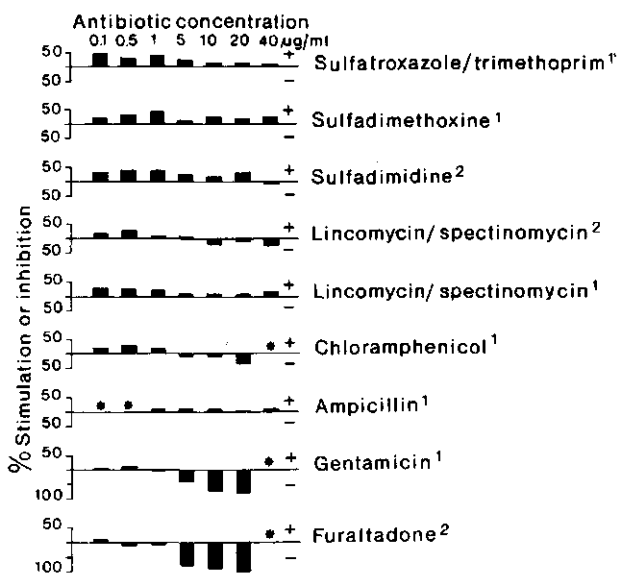 Antibiotic concentration
0.1 0.5 1 5 10 20 40 µg/ml
50 + Sulfatroxazole/trimethoprim¹
50 −
50 + Sulfadimethoxine¹
50 −
50 + Sulfadimidine²
50 −
50 + Lincomycin/spectinomycin²
50 −
50 + Lincomycin/spectinomycin¹
50 −
50 * + Chloramphenicol¹
50 −
50 * * + Ampicillin¹
50 −
50 * + Gentamicin¹
100 −
50 * + Furaltadone²
100 −
% Stimulation or inhibition